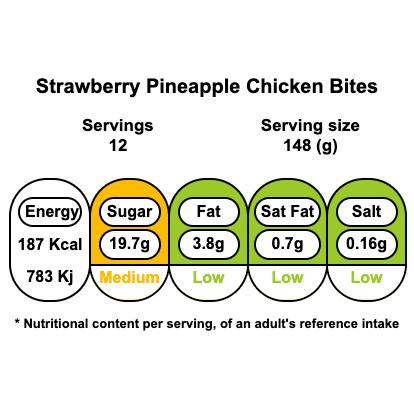 Strawberry Pineapple Chicken Bites
Servings Serving size
12 148 (g)
Energy Sugar Fat Sat Fat Salt
187 Kcal 19.7g 3.8g 0.7g 0.16g
783 Kj Medium Low Low Low
* Nutritional content per serving, of an adult's reference intake